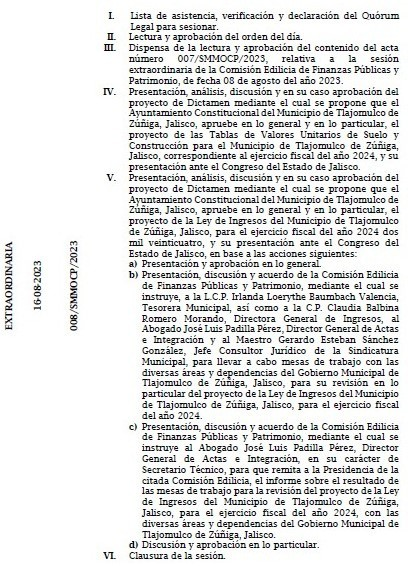 EXTRAORDINARIA
16-08-2023
008/SMMOCP/2023
I. Lista de asistencia, verificación y declaración del Quórum
Legal para sesionar.
II. Lectura y aprobación del orden del día.
III. Dispensa de la lectura y aprobación del contenido del acta
número 007/SMMOCP/2023, relativa a la sesión
extraordinaria de la Comisión Edilicia de Finanzas Públicas y
Patrimonio, de fecha 08 de agosto del año 2023.
IV. Presentación, análisis, discusión y en su caso aprobación del
proyecto de Dictamen mediante el cual se propone que el
Ayuntamiento Constitucional del Municipio de Tlajomulco de
Zúñiga, Jalisco, apruebe en lo general y en lo particular, el
proyecto de las Tablas de Valores Unitarios de Suelo y
Construcción para el Municipio de Tlajomulco de Zúñiga,
Jalisco, correspondiente al ejercicio fiscal del año 2024, y su
presentación ante el Congreso del Estado de Jalisco.
V. Presentación, análisis, discusión y en su caso aprobación del
proyecto de Dictamen mediante el cual se propone que el
Ayuntamiento Constitucional del Municipio de Tlajomulco de
Zúñiga, Jalisco, apruebe en lo general y en lo particular, el
proyecto de la Ley de Ingresos del Municipio de Tlajomulco de
Zúñiga, Jalisco, para el ejercicio fiscal del año 2024 dos
mil veinticuatro, y su presentación ante el Congreso del
Estado de Jalisco, en base a las acciones siguientes:
a) Presentación y aprobación en lo general.
b) Presentación, discusión y acuerdo de la Comisión Edilicia
de Finanzas Públicas y Patrimonio, mediante el cual se
instruye, a la L.C.P. Irlanda Loerythe Baumbach Valencia,
Tesorera Municipal, así como a la C.P. Claudia Balbina
Romero Morando, Directora General de Ingresos, al
Abogado José Luis Padilla Pérez, Director General de Actas
e Integración y al Maestro Gerardo Esteban Sánchez
González, Jefe Consultor Jurídico de la Sindicatura
Municipal, para llevar a cabo mesas de trabajo con las
diversas áreas y dependencias del Gobierno Municipal de
Tlajomulco de Zúñiga, Jalisco, para su revisión en lo
particular del proyecto de la Ley de Ingresos del Municipio
de Tlajomulco de Zúñiga, Jalisco, para el ejercicio fiscal
del año 2024.
c) Presentación, discusión y acuerdo de la Comisión Edilicia
de Finanzas Públicas y Patrimonio, mediante el cual se
instruye al Abogado José Luis Padilla Pérez, Director
General de Actas e Integración, en su carácter de
Secretario Técnico, para que remita a la Presidencia de la
citada Comisión Edilicia, el informe sobre el resultado de
las mesas de trabajo para la revisión del proyecto de la Ley
de Ingresos del Municipio de Tlajomulco de Zúñiga,
Jalisco, para el ejercicio fiscal del año 2024, con las
diversas áreas y dependencias del Gobierno Municipal de
Tlajomulco de Zúñiga, Jalisco.
d) Discusión y aprobación en lo particular.
VI. Clausura de la sesión.